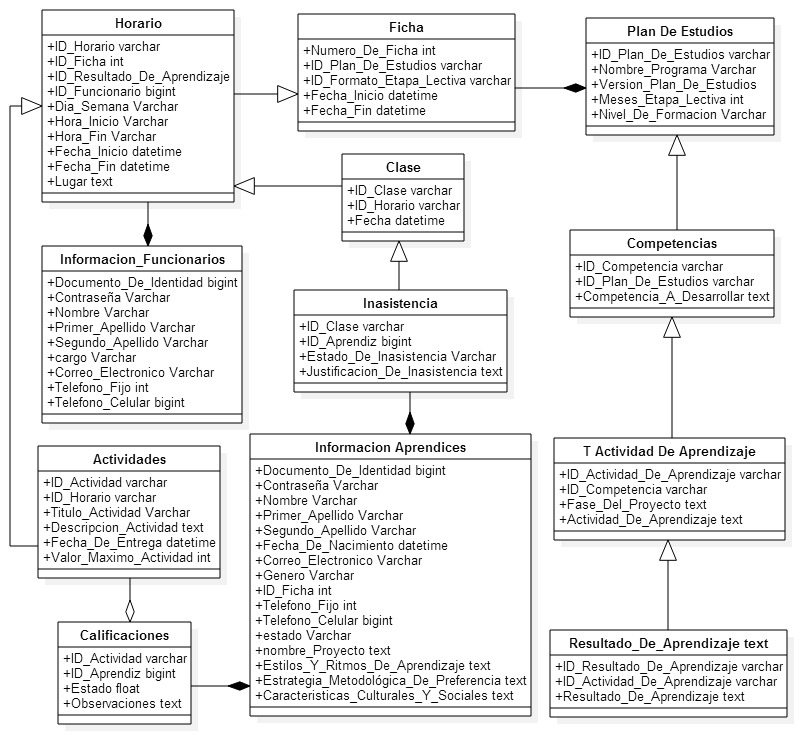 Horario
+ID_Horario varchar
+ID_Ficha int
+ID_Resultado_De_Aprendizaje
+ID_Funcionario bigint
+Dia_Semana Varchar
+Hora_Inicio Varchar
+Hora_Fin Varchar
+Fecha_Inicio datetime
+Fecha_Fin datetime
+Lugar text
Ficha
+Numero_De_Ficha int
+ID_Plan_De_Estudios varchar
+ID_Formato_Etapa_Lectiva varchar
+Fecha_Inicio datetime
+Fecha_Fin datetime
Plan De Estudios
+ID_Plan_De_Estudios varchar
+Nombre_Programa Varchar
+Version_Plan_De_Estudios
+Meses_Etapa_Lectiva int
+Nivel_De_Formacion Varchar
Clase
+ID_Clase varchar
+ID_Horario varchar
+Fecha datetime
Informacion_Funcionarios
+Documento_De_Identidad bigint
+Contraseña Varchar
+Nombre Varchar
+Primer_Apellido Varchar
+Segundo_Apellido Varchar
+cargo Varchar
+Correo_Electronico Varchar
+Telefono_Fijo int
+Telefono_Celular bigint
Inasistencia
+ID_Clase varchar
+ID_Aprendiz bigint
+Estado_De_Inasistencia Varchar
+Justificacion_De_Inasistencia text
Competencias
+ID_Competencia varchar
+ID_Plan_De_Estudios varchar
+Competencia_A_Desarrollar text
Actividades
+ID_Actividad varchar
+ID_Horario varchar
+Titulo_Actividad Varchar
+Descripcion_Actividad text
+Fecha_De_Entrega datetime
+Valor_Maximo_Actividad int
Informacion Aprendices
+Documento_De_Identidad bigint
+Contraseña Varchar
+Nombre Varchar
+Primer_Apellido Varchar
+Segundo_Apellido Varchar
+Fecha_De_Nacimiento datetime
+Correo_Electronico Varchar
+Genero Varchar
+ID_Ficha int
+Telefono_Fijo int
+Telefono_Celular bigint
+estado Varchar
+nombre_Proyecto text
+Estilos_Y_Ritmos_De_Aprendizaje text
+Estrategia_Metodológica_De_Preferencia text
+Caracteristicas_Culturales_Y_Sociales text
T Actividad De Aprendizaje
+ID_Actividad_De_Aprendizaje varchar
+ID_Competencia varchar
+Fase_Del_Proyecto text
+Actividad_De_Aprendizaje text
Calificaciones
+ID_Actividad varchar
+ID_Aprendiz bigint
+Estado float
+Observaciones text
Resultado_De_Aprendizaje text
+ID_Resultado_De_Aprendizaje varchar
+ID_Actividad_De_Aprendizaje varchar
+Resultado_De_Aprendizaje text